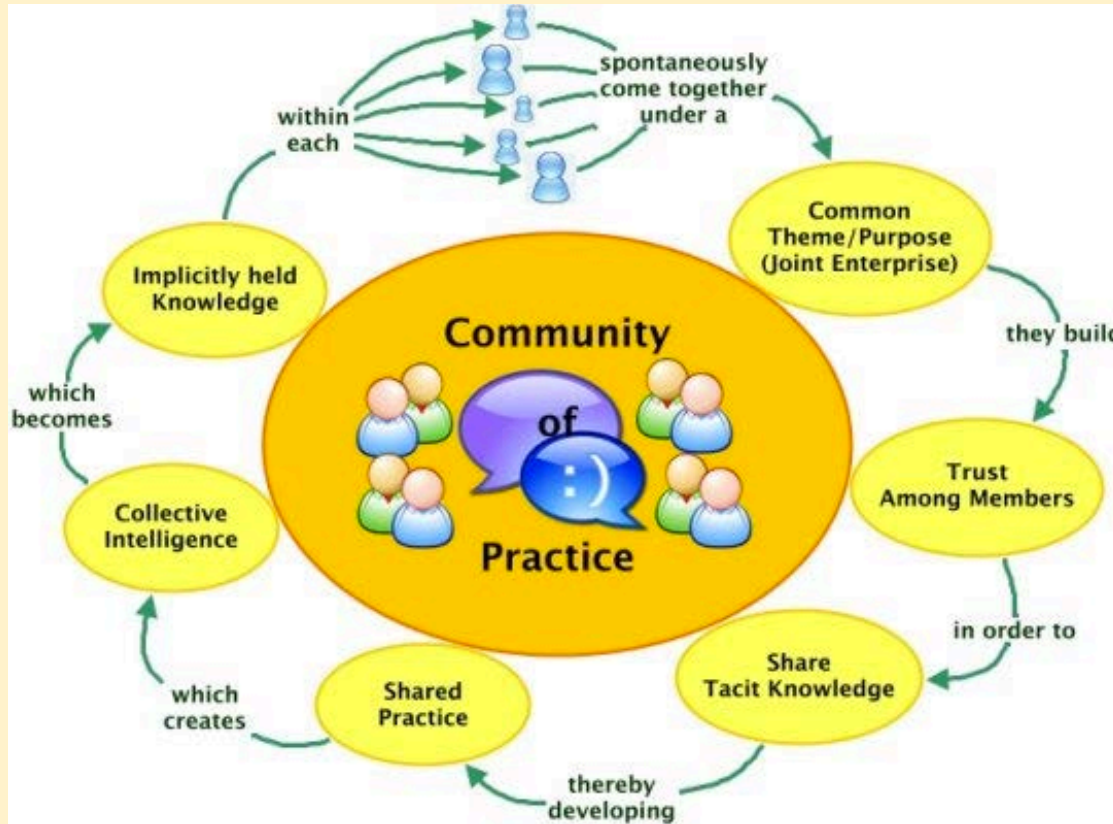 within
each
spontaneously
come together
under a
Common
Theme/Purpose
(Joint Enterprise)
they build
Trust
Among Members
in order to
Share
Tacit Knowledge
thereby
developing
Shared
Practice
which
creates
Collective
Intelligence
which
becomes
Implicitly held
Knowledge
Community
of
:)
Practice